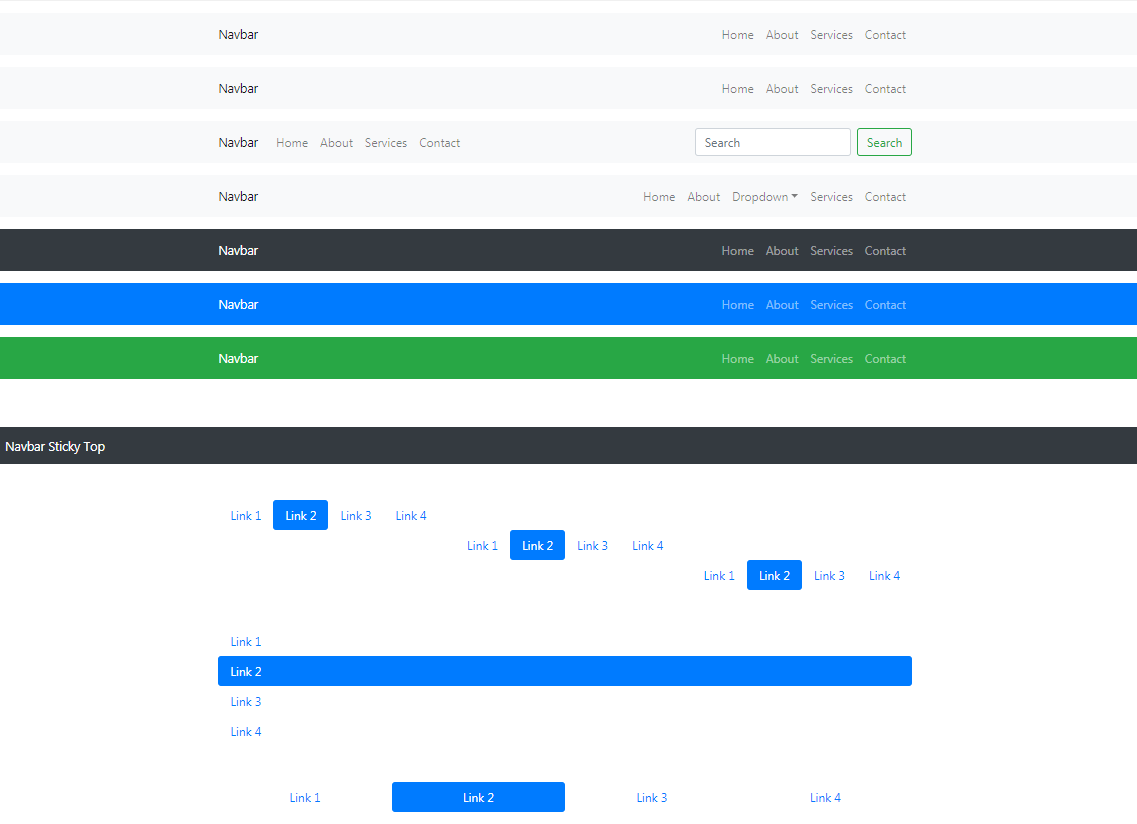 Navbar Home About Services Contact
Navbar Home About Services Contact
Navbar Home About Services Contact Search Search
Navbar Home About Dropdown Services Contact
Navbar Home About Services Contact
Navbar Home About Services Contact
Navbar Home About Services Contact
Navbar Sticky Top
Link 1 Link 2 Link 3 Link 4
Link 1 Link 2 Link 3 Link 4
Link 1 Link 2 Link 3 Link 4
Link 1
Link 2
Link 3
Link 4
Link 1 Link 2 Link 3 Link 4